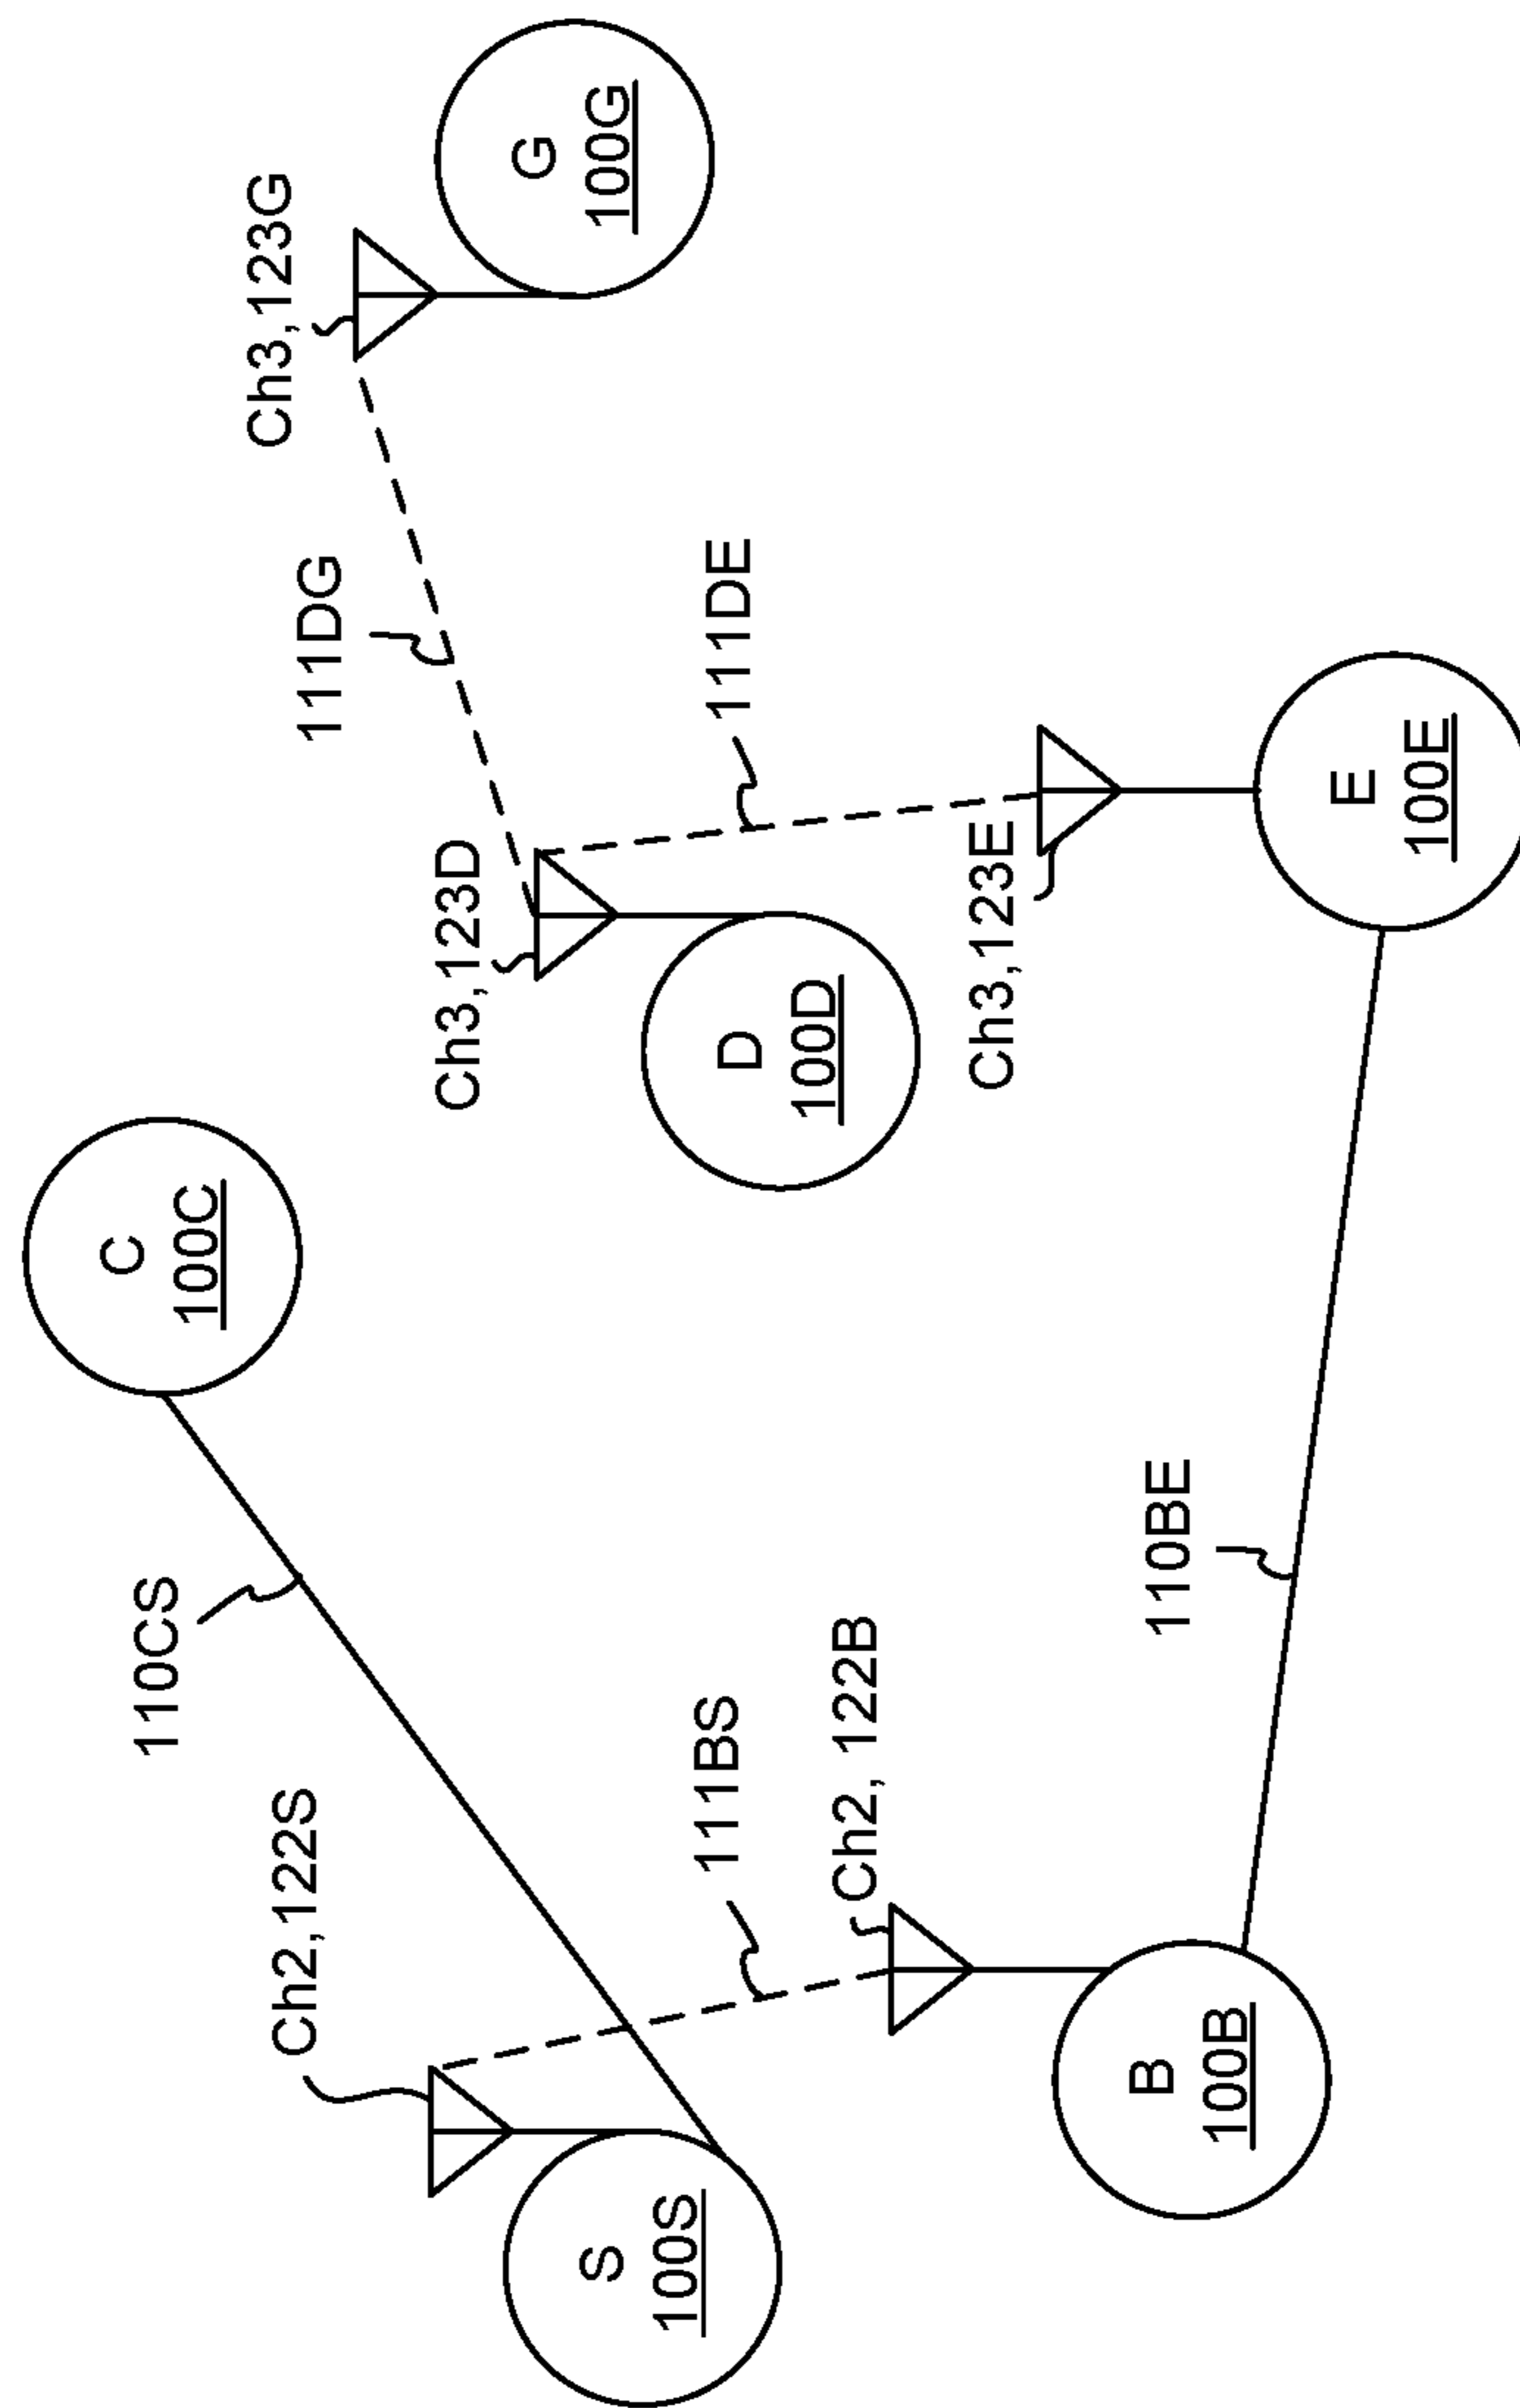 C
100C
110CS
Ch2,122S
S
100S
111BS
Ch2,122B
B
100B
110BE
Ch3,123G
G
100G
111DG
Ch3,123D
D
100D
111DE
Ch3,123E
E
100E